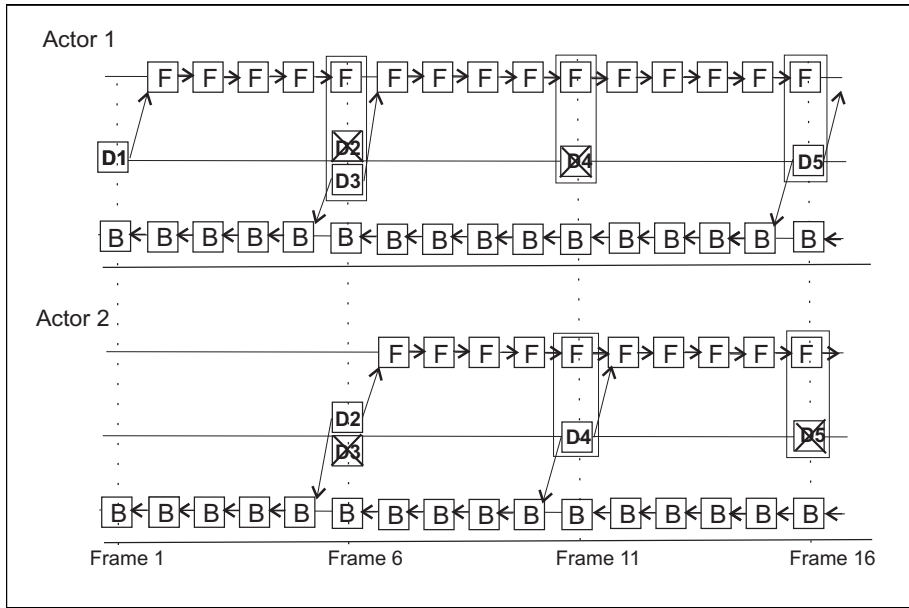 Actor 1
F F F F F F F F F F F F F F F
D2
D1 D4 D5
D3
B B B B B B B B B B B B B B B B
Actor 2
F F F F F F F F F F
D2
D4 D5
D3
B B B B B B B B B B B B B B B B
Frame 1 Frame 6 Frame 11 Frame 16